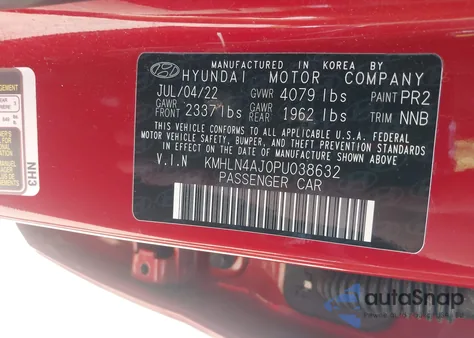 MANUFACTURED IN KOREA BY
HYUNDAI MOTOR COMPANY
JUL/04/22 GVWR 4079 lbs PAINT PR2
GAWR 2337 lbs GAWR 1962 lbs TRIM NNB
THIS VEHICLE CONFORMS TO ALL APPLICABLE U.S.A. FEDERAL
MOTOR VEHICLE SAFETY, BUMPER, AND THEFT PREVENTION STANDARDS
IN EFFECT ON THE DATE OF MANUFACTURE SHOWN ABOVE.
V.I.N KMHLN4AJ0PU038632
PASSENGER CAR
NH3
autoSnap